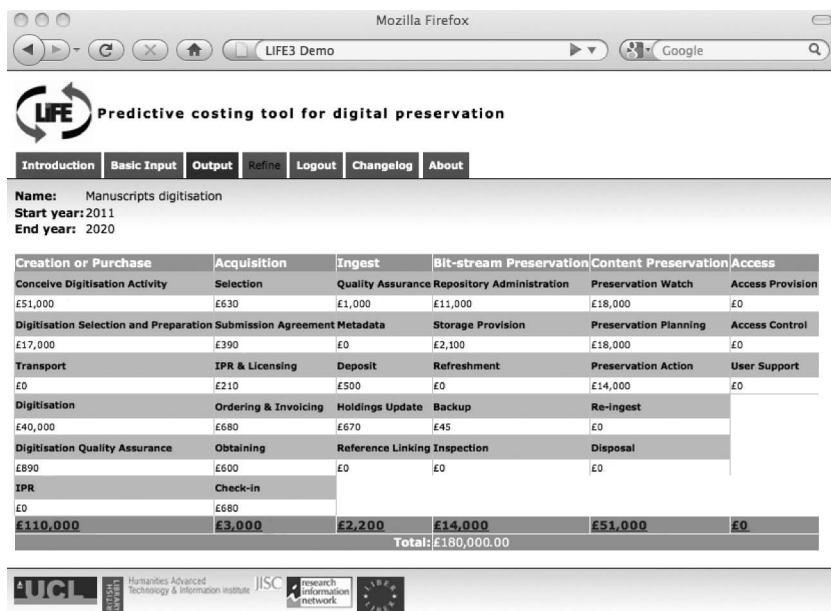 Mozilla Firefox
LIFE3 Demo
Google
LiFE
Predictive costing tool for digital preservation
Introduction Basic Input Output Refine Logout Changelog About
Name: Manuscripts digitisation
Start year: 2011
End year: 2020
Creation or Purchase Acquisition Ingest Bit-stream Preservation Content Preservation Access
Conceive Digitisation Activity Selection Quality Assurance Repository Administration Preservation Watch Access Provision
£51,000 £630 £1,000 £11,000 £18,000 £0
Digitisation Selection and Preparation Submission Agreement Metadata Storage Provision Preservation Planning Access Control
£17,000 £390 £0 £2,100 £18,000 £0
Transport IPR & Licensing Deposit Refreshment Preservation Action User Support
£0 £210 £500 £0 £14,000 £0
Digitisation Ordering & Invoicing Holdings Update Backup Re-ingest
£40,000 £680 £670 £45 £0
Digitisation Quality Assurance Obtaining Reference Linking Inspection Disposal
£890 £600 £0 £0 £0
IPR Check-in
£0 £680
£110,000 £3,000 £2,200 £14,000 £51,000 £0
Total: £180,000.00
UCL
BRITISH LIBRARY
Humanities Advanced
Technology & Information institute
JISC
research
information
network
LIBER
LIBER